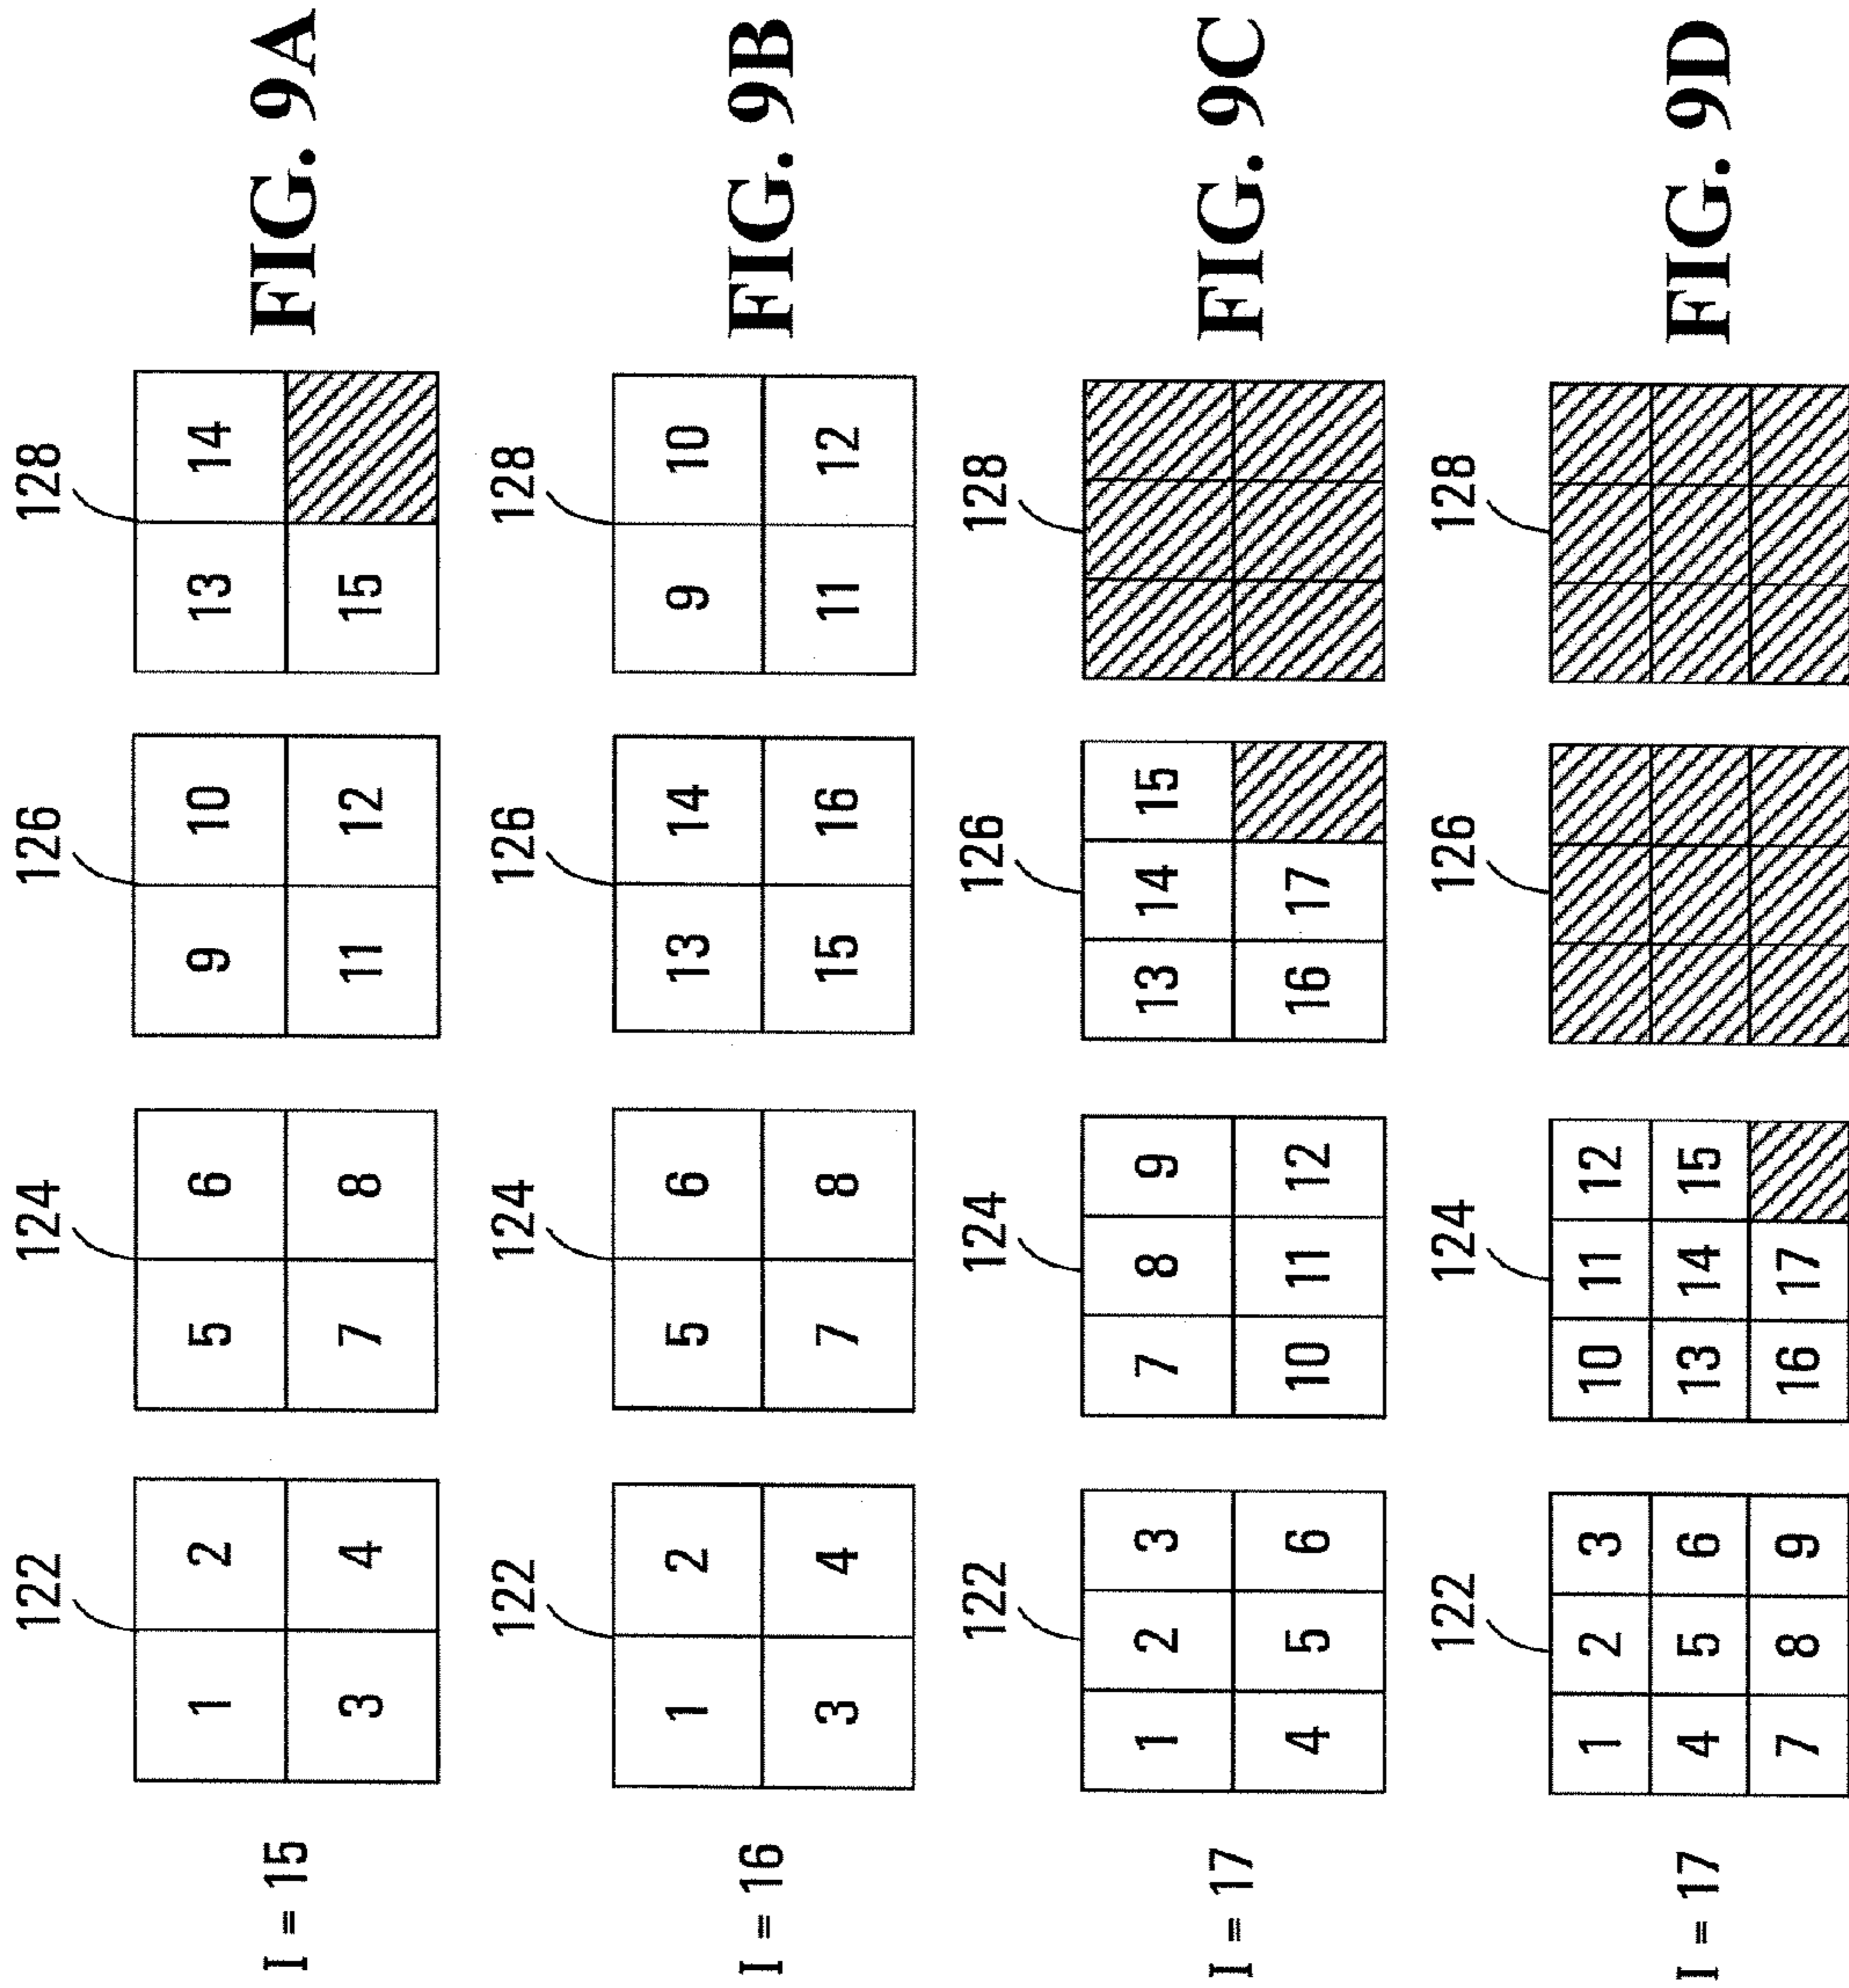 122 124 126 128
I = 15
1 2 5 6 9 10 13 14
3 4 7 8 11 12 15
FIG. 9A
122 124 126 128
I = 16
1 2 5 6 13 14 9 10
3 4 7 8 15 16 11 12
FIG. 9B
122 124 126 128
I = 17
1 2 3 7 8 9 13 14 15
4 5 6 10 11 12 16 17
FIG. 9C
122 124 126 128
I = 17
1 2 3 10 11 12
4 5 6 13 14 15
7 8 9 16 17
FIG. 9D